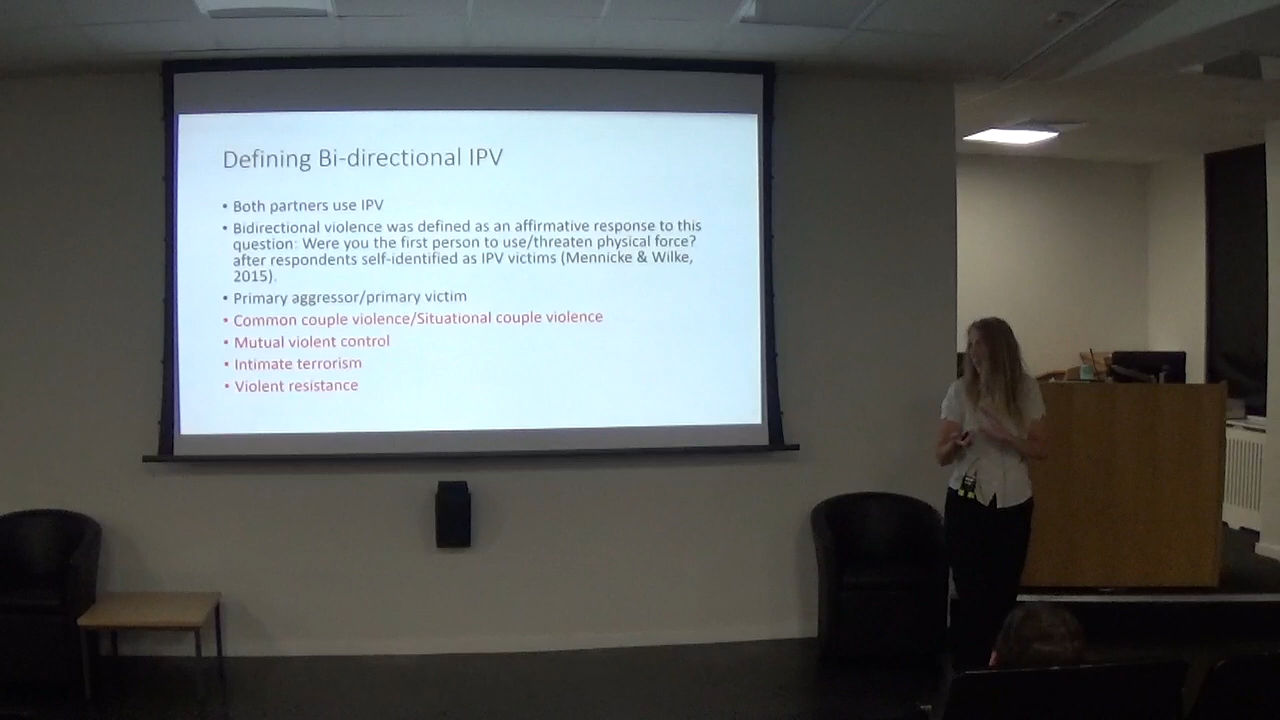 Defining Bi-directional IPV
• Both partners use IPV
• Bidirectional violence was defined as an affirmative response to this
question: Were you the first person to use/threaten physical force?
after respondents self-identified as IPV victims (Mennicke & Wilke,
2015).
• Primary aggressor/primary victim
• Common couple violence/Situational couple violence
• Mutual violent control
• Intimate terrorism
• Violent resistance